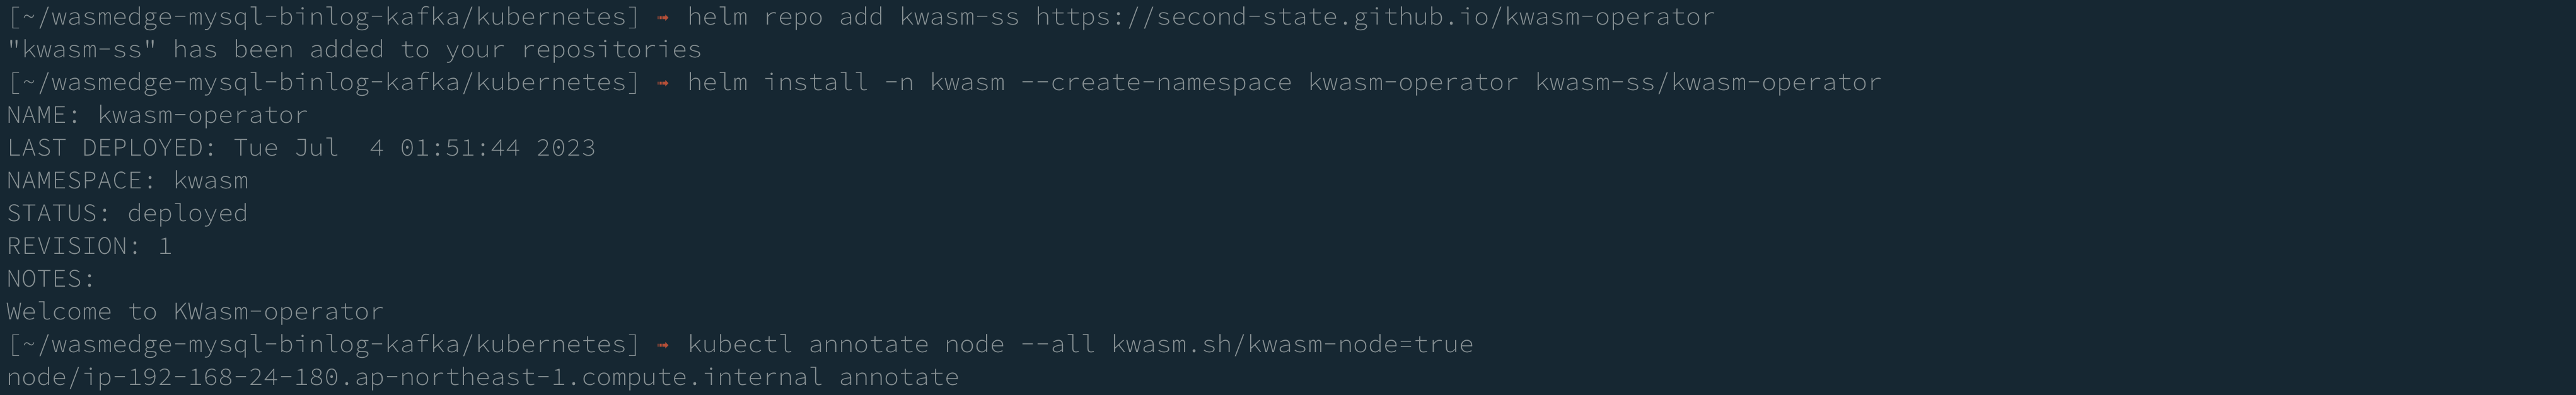 [~/wasmedge-mysql-binlog-kafka/kubernetes] → helm repo add kwasm-ss https://second-state.github.io/kwasm-operator
"kwasm-ss" has been added to your repositories
[~/wasmedge-mysql-binlog-kafka/kubernetes] → helm install -n kwasm --create-namespace kwasm-operator kwasm-ss/kwasm-operator
NAME: kwasm-operator
LAST DEPLOYED: Tue Jul  4 01:51:44 2023
NAMESPACE: kwasm
STATUS: deployed
REVISION: 1
NOTES:
Welcome to KWasm-operator
[~/wasmedge-mysql-binlog-kafka/kubernetes] → kubectl annotate node --all kwasm.sh/kwasm-node=true
node/ip-192-168-24-180.ap-northeast-1.compute.internal annotate